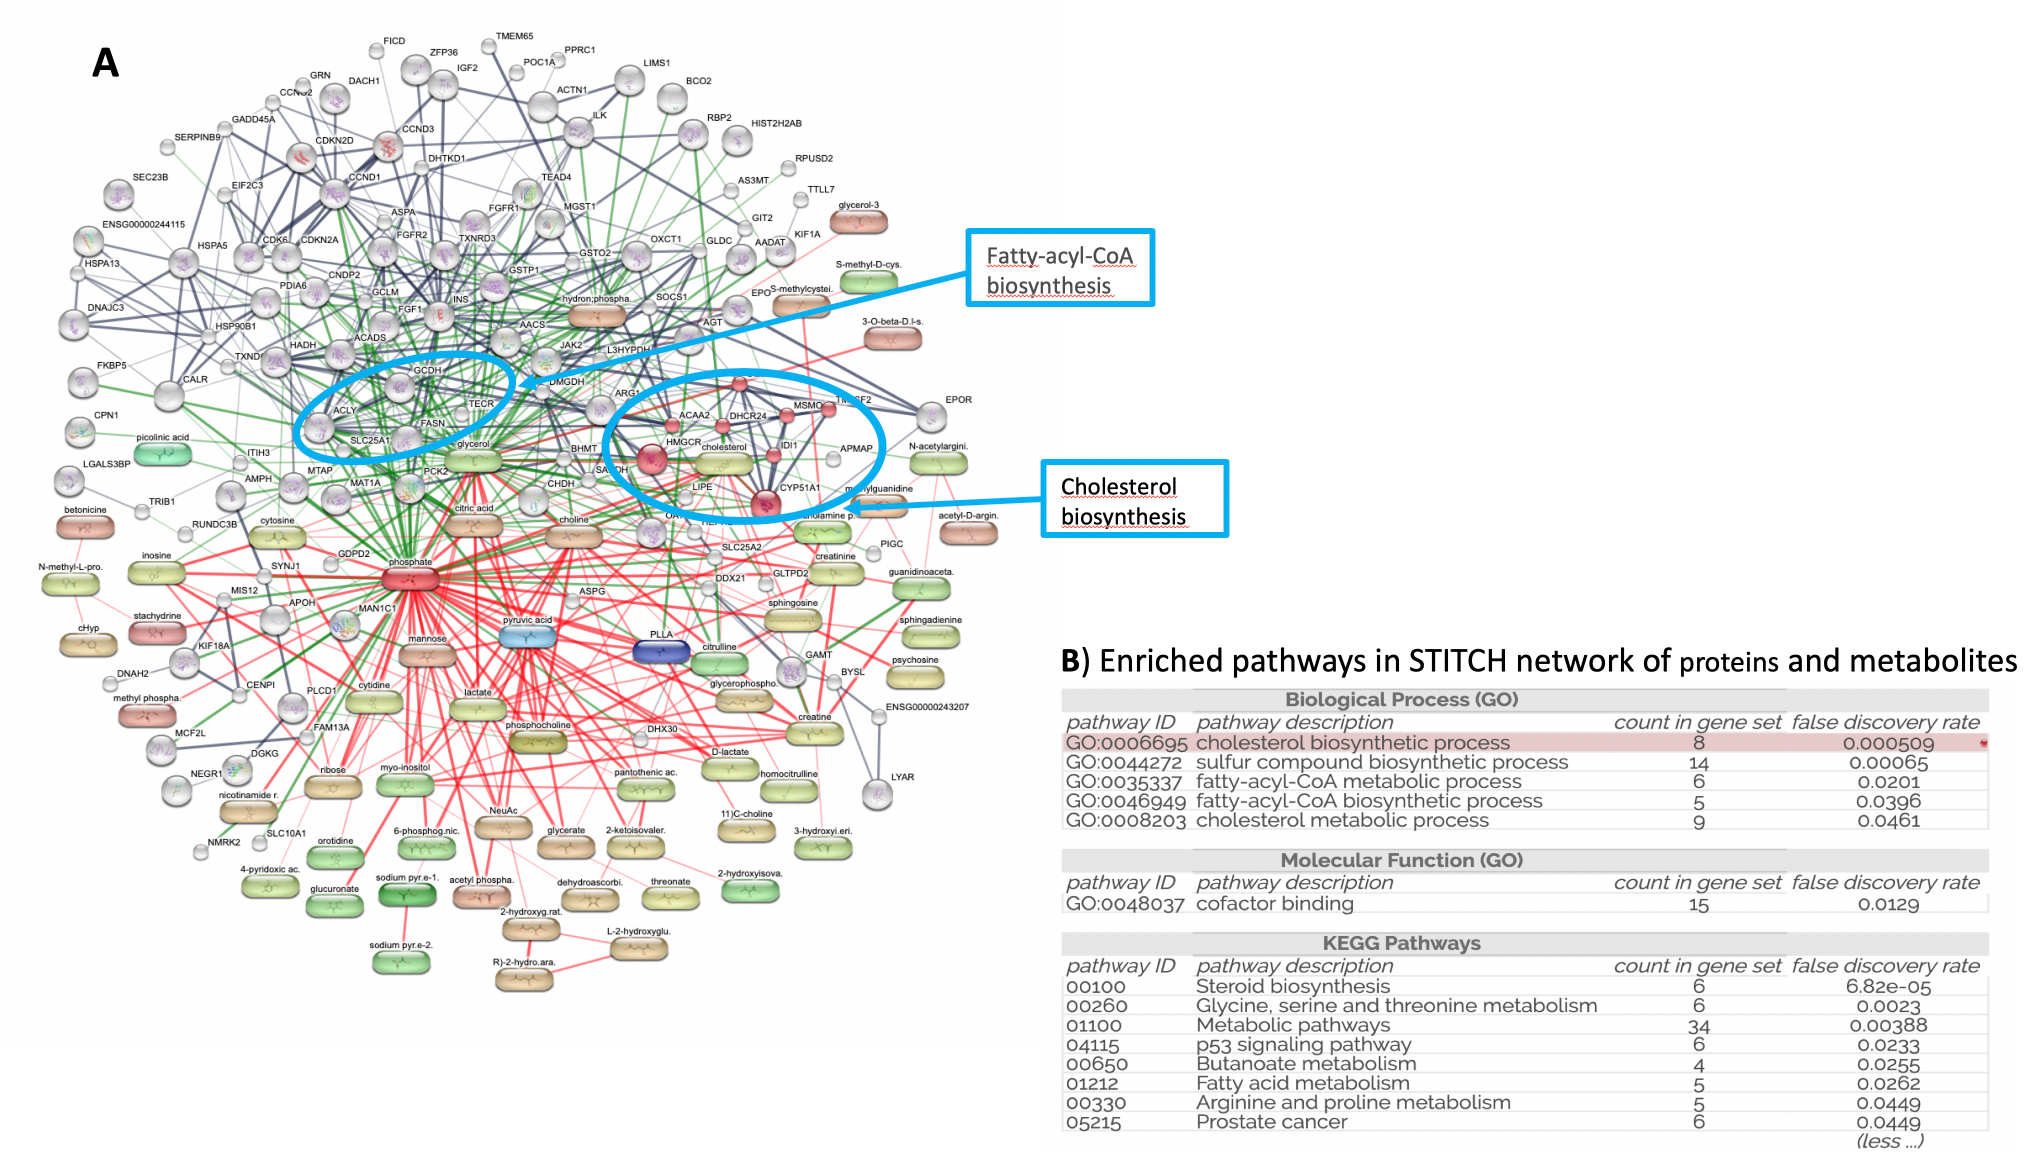 A
FICD
TMEM65
ZFP36
PPRC1
IGF2
POC1A
LIMS1
GRN
DACH1
BCO2
ACTN1
ILK
GADD45A
RBP2
HIST2H2AB
SERPINB9
CDKN2D
CCND3
DHTKD1
RPUSD2
SEC23B
EIF2C3
CCND1
TEAD4
AS3MT
TTLL7
glycerol-3
ENSG00000244115
ASPA
FGFR1
MGST1
GIT2
HSPA5
CDK6
CDKN2A
FGFR2
TXNRD3
OXCT1
GLDC
AADAT
KIF1A
HSPA13
CNDP2
GSTO2
S-methyl-D-cys.
PDIA6
GCLM
INS
GSTP1
hydron;phospha.
SOCS1
EPO
S-methylcystei.
DNAJC3
FGF1
HSP90B1
AACS
AGT
3-O-beta-D.l-s.
HADH
ACADS
JAK2
L3HYPDH
FKBP5
CALR
GCDH
DMGDH
ARG1
CPN1
ACLY
TECR
ACAA2
DHCR24
EPOR
FASN
HMGCR
cholesterol
IDI1
picolinic acid
glycerol
BHMT
APMAP
N-acetylargini.
LGALS3BP
ITIH3
MTAP
PCK2
AMPH
MAT1A
CHDH
LIPE
CYP51A1
TRIB1
citric acid
betonicine
RUNDC3B
cytosine
choline
acetyl-D-argin.
inosine
GDPD2
phosphate
SLC25A2
PIGC
creatinine
N-methyl-L-pro.
SYNJ1
DDX21
GLTPD2
guanidinoaceta.
MIS12
APOH
MAN1C1
ASPG
sphingosine
stachydrine
mannose
pyruvic acid
PLLA
citrulline
sphingadienine
cHyp
KIF18A
GAMT
psychosine
DNAH2
CENPI
PLCD1
cytidine
lactate
glycerophospho.
BYSL
methyl phospha.
FAM13A
phosphocholine
DHX30
creatine
ENSG00000243207
MCF2L
DGKG
D-lactate
NEGR1
ribose
myo-inositol
pantothenic ac.
homocitrulline
LYAR
nicotinamide r.
NeuAc
11)C-choline
SLC10A1
6-phosphog.nic.
glycerate
2-ketoisovaler.
3-hydroxyi.eri.
NMRK2
orotidine
4-pyridoxic ac.
glucuronate
sodium pyr.e-1.
acetyl phospha.
dehydroascorbi.
threonate
2-hydroxyisova.
2-hydroxyg.rat.
L-2-hydroxyglu.
sodium pyr.e-2.
R)-2-hydro.ara.
Fatty-acyl-CoA
biosynthesis
Cholesterol
biosynthesis
B) Enriched pathways in STITCH network of proteins and metabolites
Biological Process (GO)
pathway ID pathway description count in gene set false discovery rate
GO:0006695 cholesterol biosynthetic process 8 0.000509
GO:0044272 sulfur compound biosynthetic process 14 0.00065
GO:0035337 fatty-acyl-CoA metabolic process 6 0.0201
GO:0046949 fatty-acyl-CoA biosynthetic process 5 0.0396
GO:0008203 cholesterol metabolic process 9 0.0461
Molecular Function (GO)
pathway ID pathway description count in gene set false discovery rate
GO:0048037 cofactor binding 15 0.0129
KEGG Pathways
pathway ID pathway description count in gene set false discovery rate
00100 Steroid biosynthesis 6 6.82e-05
00260 Glycine, serine and threonine metabolism 6 0.0023
01100 Metabolic pathways 34 0.00388
04115 p53 signaling pathway 6 0.0233
00650 Butanoate metabolism 4 0.0255
01212 Fatty acid metabolism 5 0.0262
00330 Arginine and proline metabolism 5 0.0449
05215 Prostate cancer 6 0.0449
(less ...)